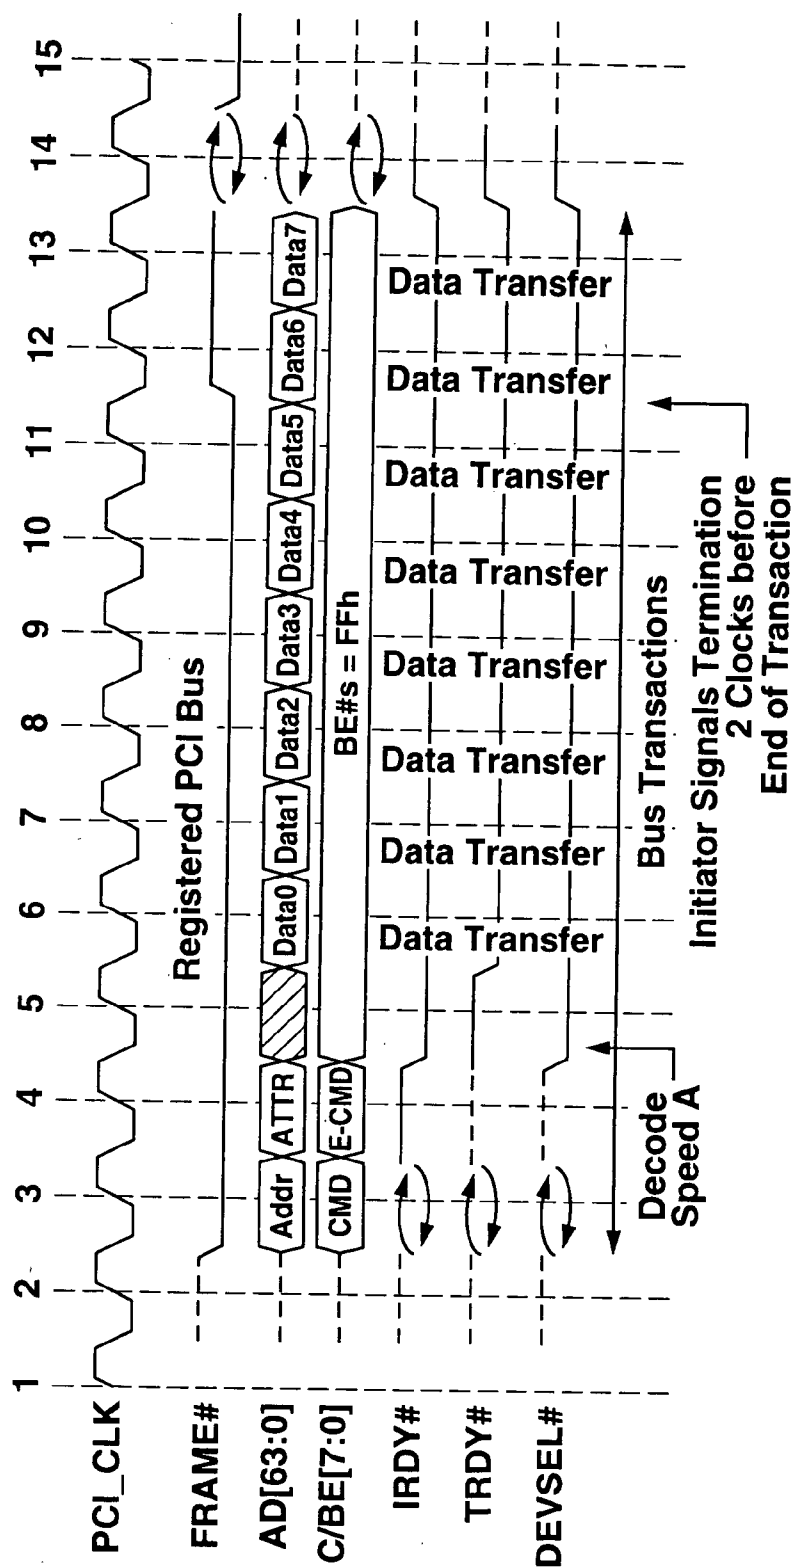 1 2 3 4 5 6 7 8 9 10 11 12 13 14 15
PCI_CLK
Registered PCI Bus
FRAME#
AD[63:0]
Addr ATTR Data0 Data1 Data2 Data3 Data4 Data5 Data6 Data7
C/BE[7:0]
CMD E-CMD BE#s = FFh
IRDY#
Data Transfer Data Transfer Data Transfer Data Transfer Data Transfer Data Transfer Data Transfer Data Transfer
TRDY#
DEVSEL#
Bus Transactions
Decode
Speed A
Initiator Signals Termination
2 Clocks before
End of Transaction